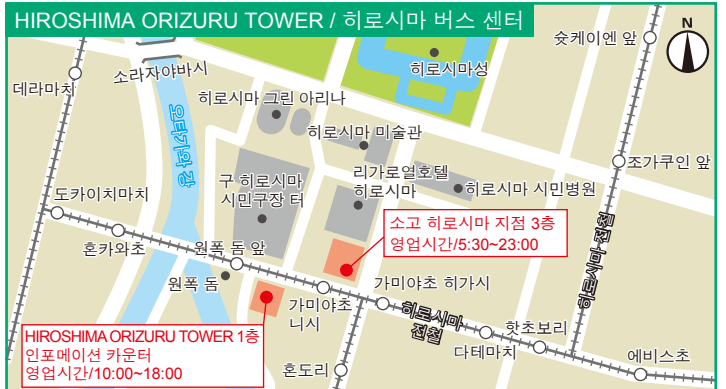 HIROSHIMA ORIZURU TOWER / 히로시마 버스 센터
N
슛케이엔 앞
히로시마성
소라자야바시
데라마치
히로시마 그린 아리나
오타가와 강
히로시마 미술관
조가쿠인 앞
리가로열호텔
히로시마
구 히로시마
시민구장 터
히로시마 시민병원
도카이치마치
소고 히로시마 지점 3층
영업시간/5:30~23:00
혼카와초
원폭 돔 앞
히로시마 전철
원폭 돔
가미야초
니시
가미야초 히가시
히로시마
전철
핫초보리
다테마치
에비스초
HIROSHIMA ORIZURU TOWER 1층
인포메이션 카운터
영업시간/10:00~18:00
혼도리